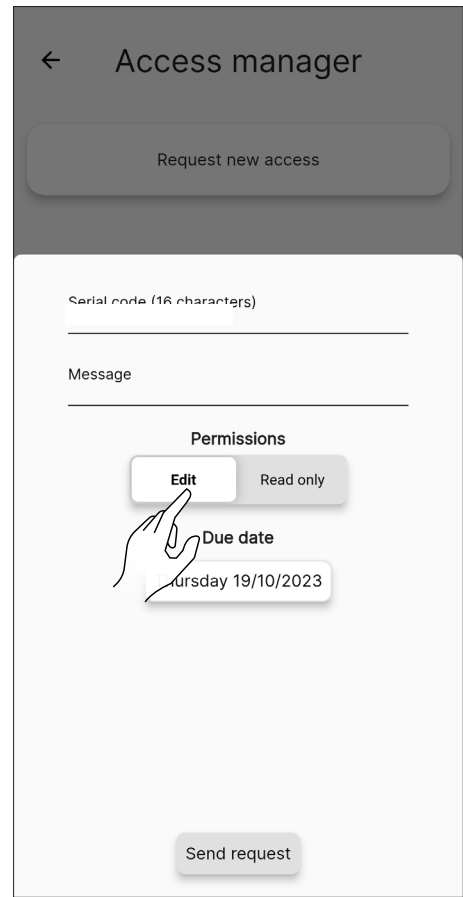 Access manager
Request new access
Serial code (16 characters)
Message
Permissions
Edit Read only
Due date
Thursday 19/10/2023
Send request